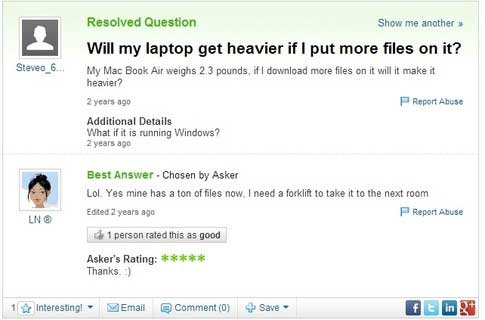 Resolved Question
Show me another »
Will my laptop get heavier if I put more files on it?
Steveo_6...
My Mac Book Air weighs 2.3 pounds, if I download more files on it will it make it
heavier?
2 years ago
Report Abuse
Additional Details
What if it is running Windows?
2 years ago
Best Answer - Chosen by Asker
Lol. Yes mine has a ton of files now, I need a forklift to take it to the next room
LN ®
Edited 2 years ago
Report Abuse
1 person rated this as good
Asker's Rating: ★★★★★
Thanks. :)
1 Interesting! Email Comment (0) Save f t in g+